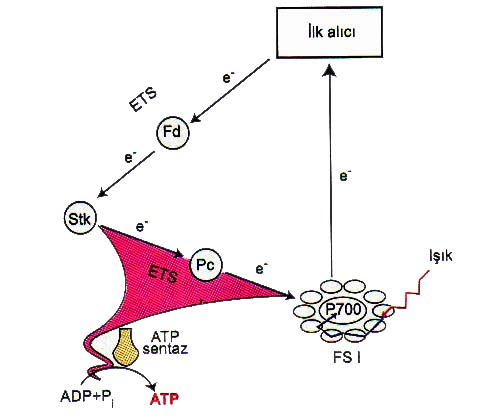 İlk alıcı
e⁻
ETS
Fd
e⁻
e⁻
Stk
e⁻
Pc
ETS
e⁻
Işık
P700
FS I
ATP
sentaz
ADP+Pᵢ
ATP